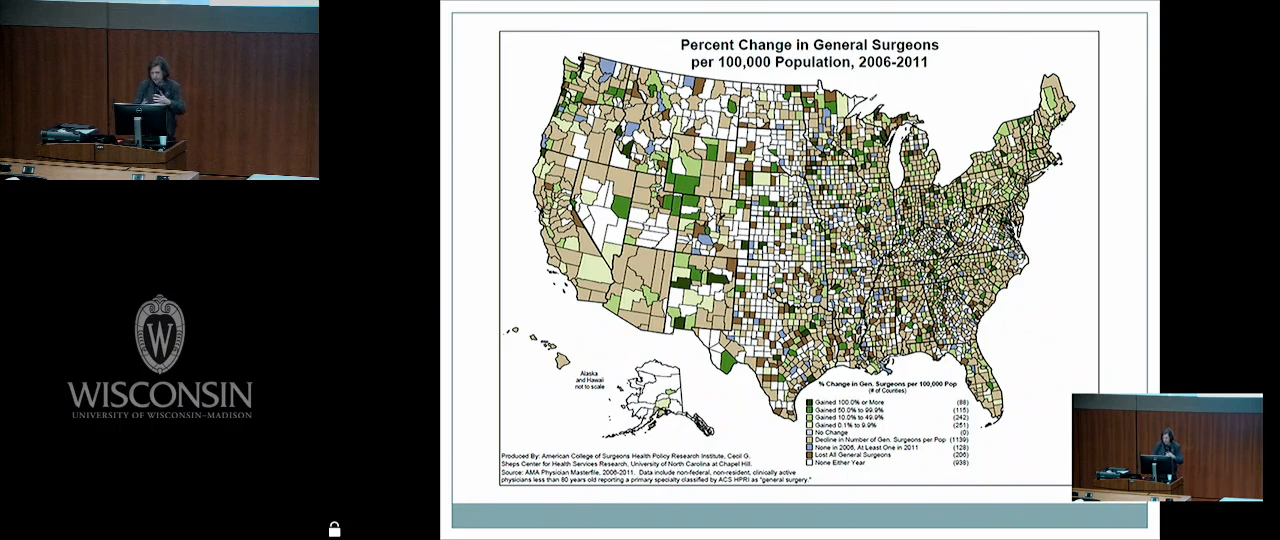 Percent Change in General Surgeons
per 100,000 Population, 2006-2011
Alaska
and Hawaii
not to scale
% Change in Gen. Surgeons per 100,000 Pop
(# of Counties)
Gained 100.0% or More (88)
Gained 50.0% to 99.9% (115)
Gained 10.0% to 49.9% (242)
Gained 0.1% to 9.9% (251)
No Change (0)
Decline in Number of Gen. Surgeons per Pop (1139)
None in 2006, At Least One in 2011 (128)
Lost All General Surgeons (206)
None Either Year (938)
Produced By: American College of Surgeons Health Policy Research Institute, Cecil G.
Sheps Center for Health Services Research, University of North Carolina at Chapel Hill.
Source: AMA Physician Masterfile, 2006-2011. Data include non-federal, non-resident, clinically active
physicians less than 80 years old reporting a primary specialty classified by ACS HPRI as "general surgery."
W
WISCONSIN
UNIVERSITY OF WISCONSIN–MADISON